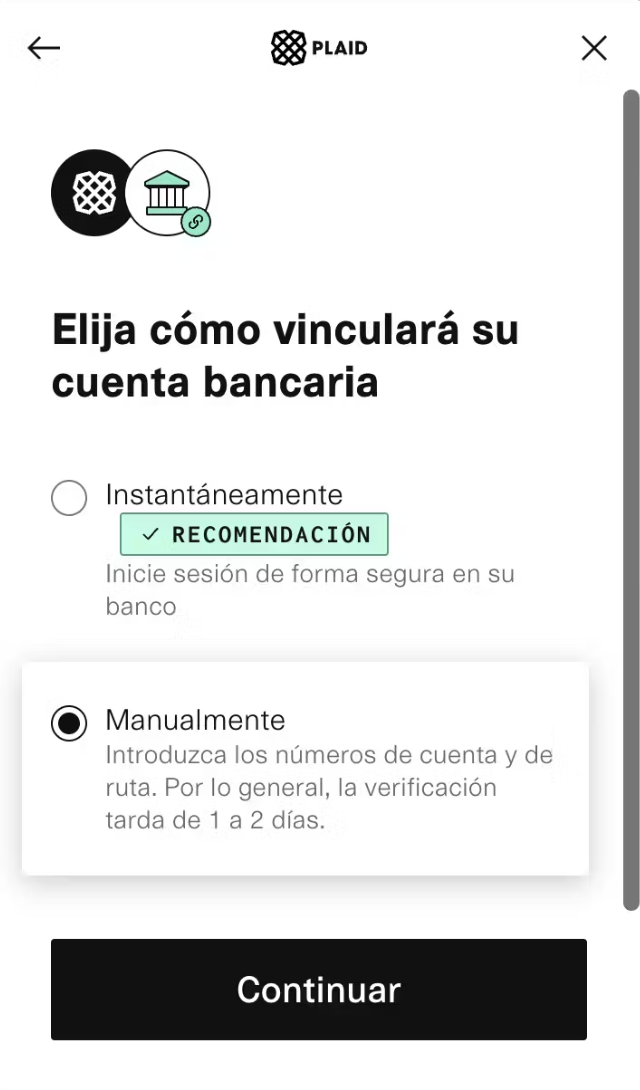 PLAID
Elija cómo vinculará su
cuenta bancaria
Instantáneamente
✓ RECOMENDACIÓN
Inicie sesión de forma segura en su
banco
Manualmente
Introduzca los números de cuenta y de
ruta. Por lo general, la verificación
tarda de 1 a 2 días.
Continuar